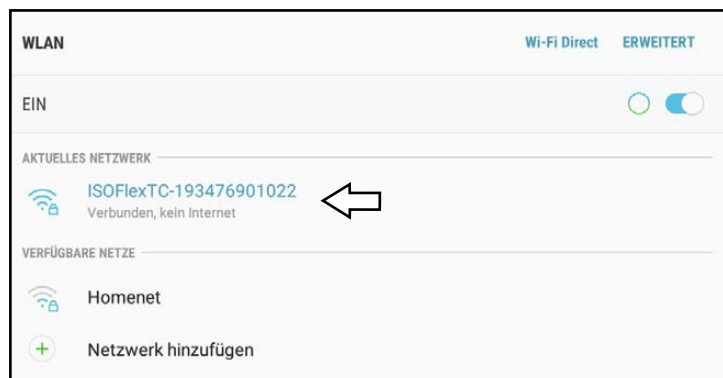 WLAN Wi-Fi Direct ERWEITERT
EIN
AKTUELLES NETZWERK
ISOFlexTC-193476901022
Verbunden, kein Internet
VERFÜGBARE NETZE
Homenet
Netzwerk hinzufügen